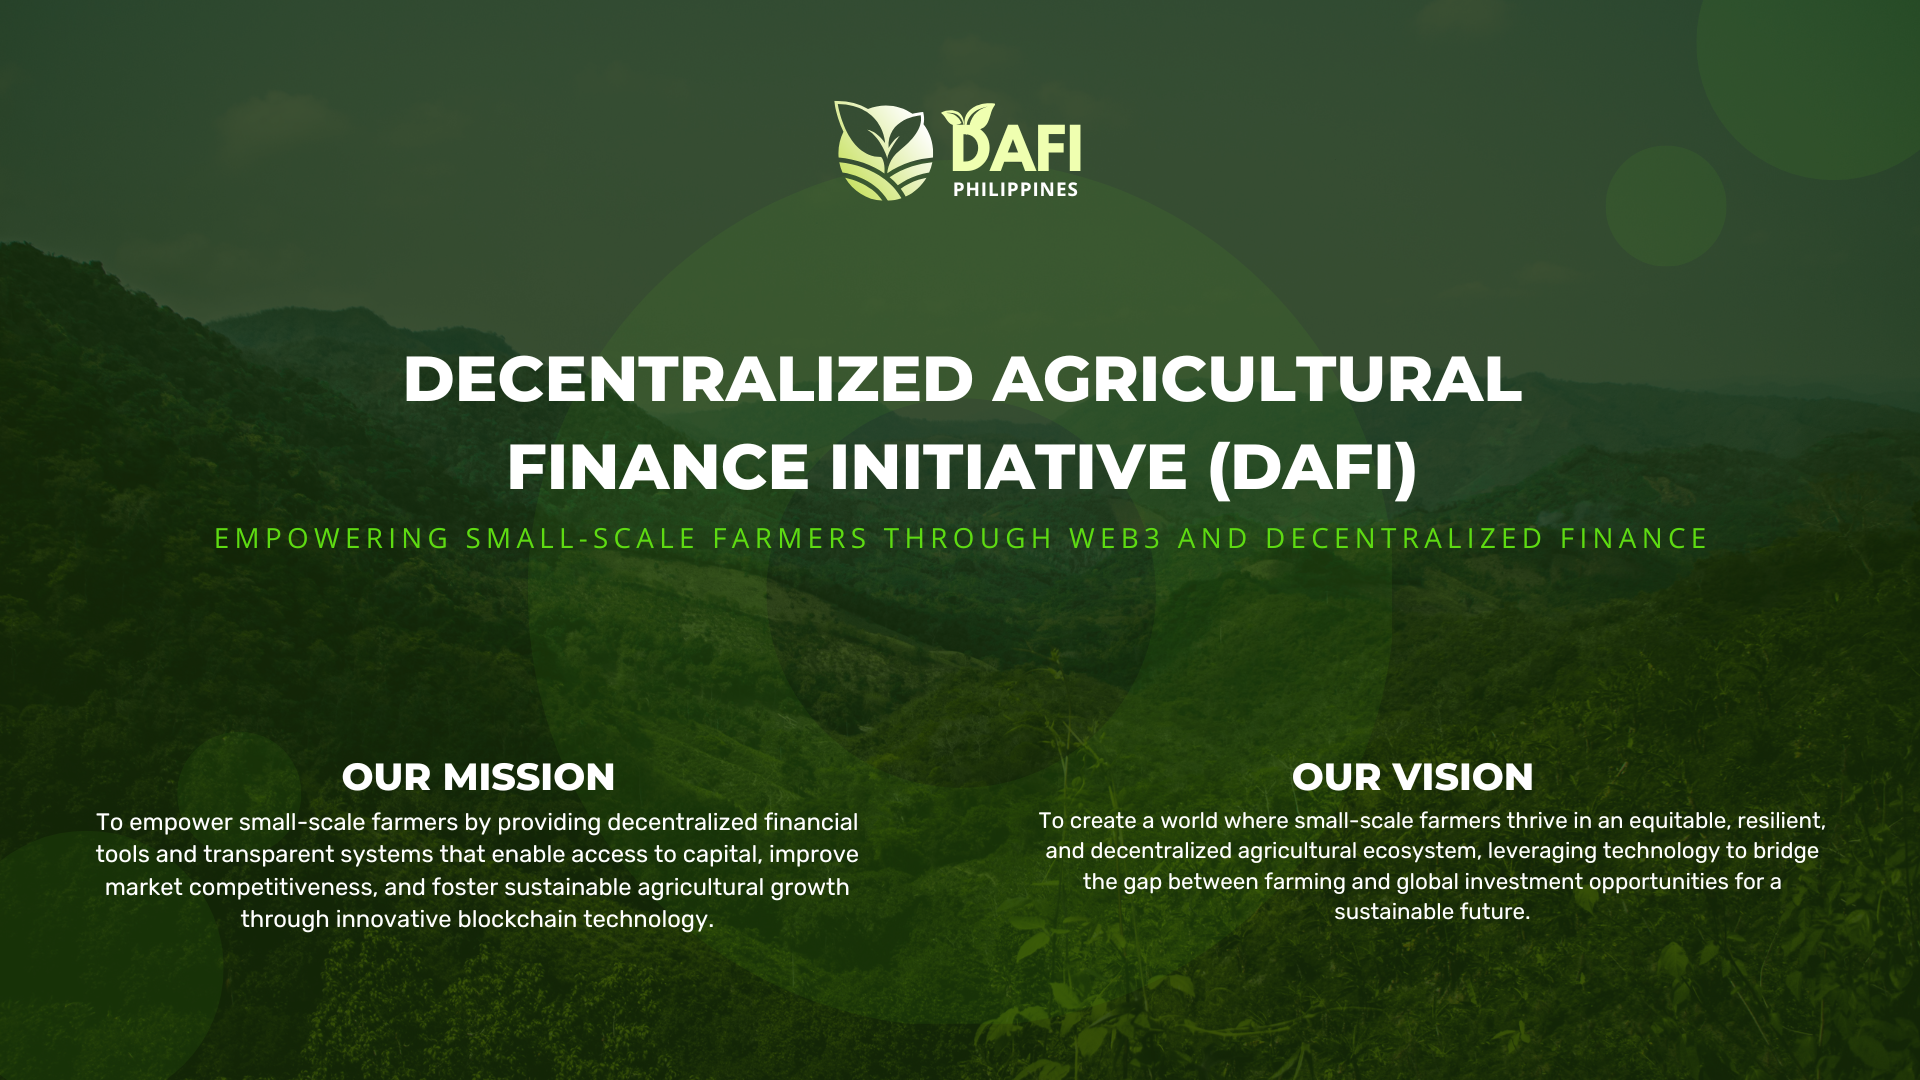 DAFI
PHILIPPINES
DECENTRALIZED AGRICULTURAL
FINANCE INITIATIVE (DAFI)
EMPOWERING SMALL-SCALE FARMERS THROUGH WEB3 AND DECENTRALIZED FINANCE
OUR MISSION
To empower small-scale farmers by providing decentralized financial
tools and transparent systems that enable access to capital, improve
market competitiveness, and foster sustainable agricultural growth
through innovative blockchain technology.
OUR VISION
To create a world where small-scale farmers thrive in an equitable, resilient,
and decentralized agricultural ecosystem, leveraging technology to bridge
the gap between farming and global investment opportunities for a
sustainable future.